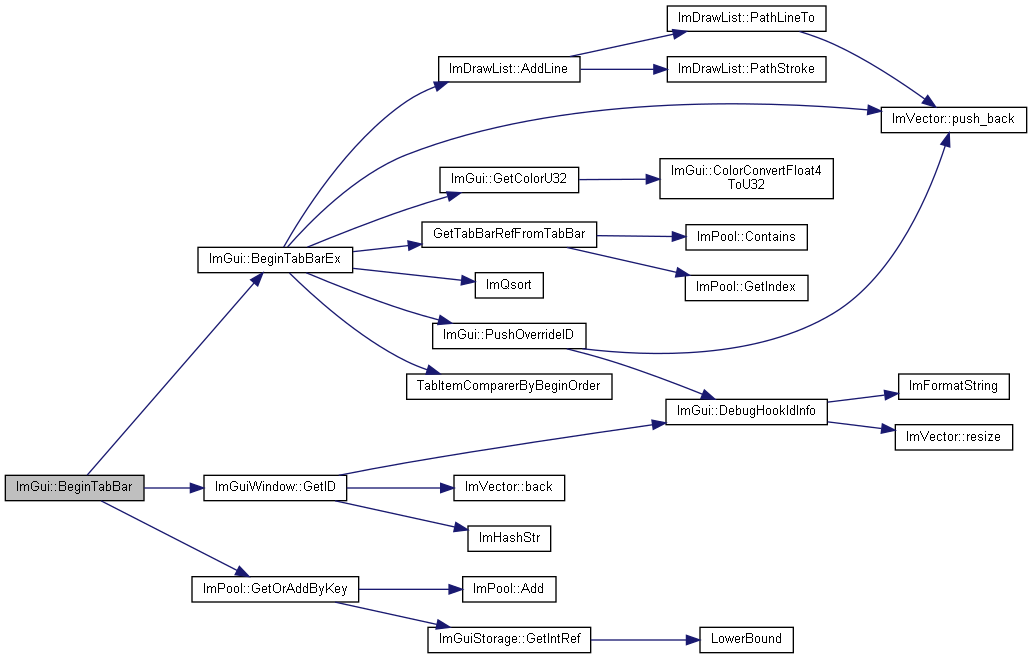 ImDrawList::PathLineTo
ImDrawList::AddLine
ImDrawList::PathStroke
ImVector::push_back
ImGui::GetColorU32
ImGui::ColorConvertFloat4
ToU32
GetTabBarRefFromTabBar
ImPool::Contains
ImGui::BeginTabBarEx
ImQsort
ImPool::GetIndex
ImGui::PushOverrideID
TabItemComparerByBeginOrder
ImFormatString
ImGui::DebugHookIdInfo
ImVector::resize
ImGui::BeginTabBar
ImGuiWindow::GetID
ImVector::back
ImHashStr
ImPool::GetOrAddByKey
ImPool::Add
ImGuiStorage::GetIntRef
LowerBound